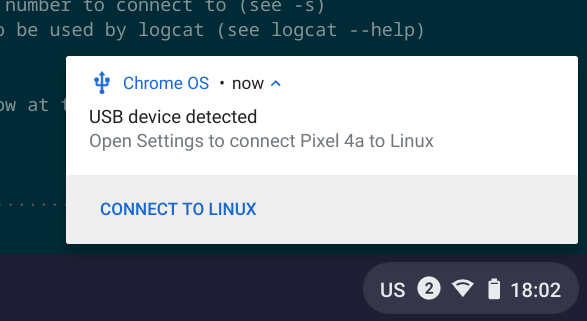 number to connect to (see -s)
be used by logcat (see logcat --help)
Chrome OS • now
ow at
USB device detected
Open Settings to connect Pixel 4a to Linux
CONNECT TO LINUX
US 2 18:02